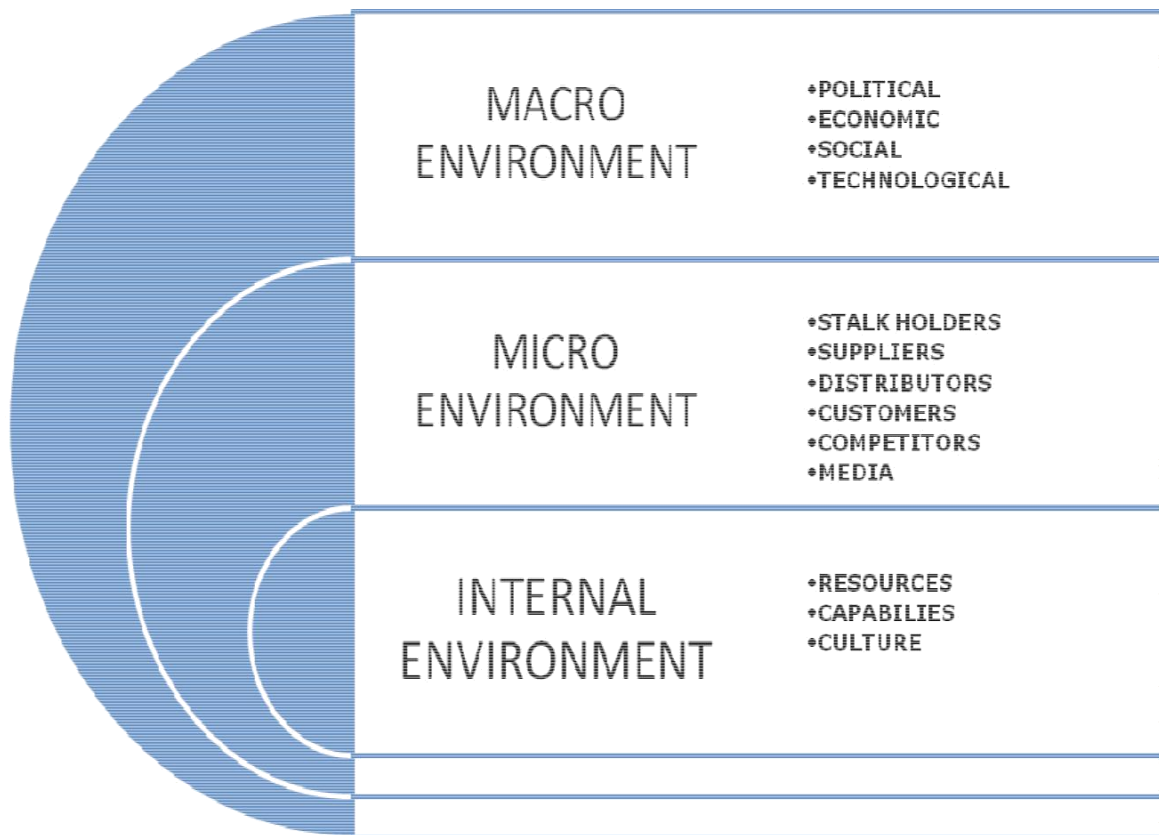 MACRO
ENVIRONMENT
•POLITICAL
•ECONOMIC
•SOCIAL
•TECHNOLOGICAL
MICRO
ENVIRONMENT
•STALK HOLDERS
•SUPPLIERS
•DISTRIBUTORS
•CUSTOMERS
•COMPETITORS
•MEDIA
INTERNAL
ENVIRONMENT
•RESOURCES
•CAPABILIES
•CULTURE